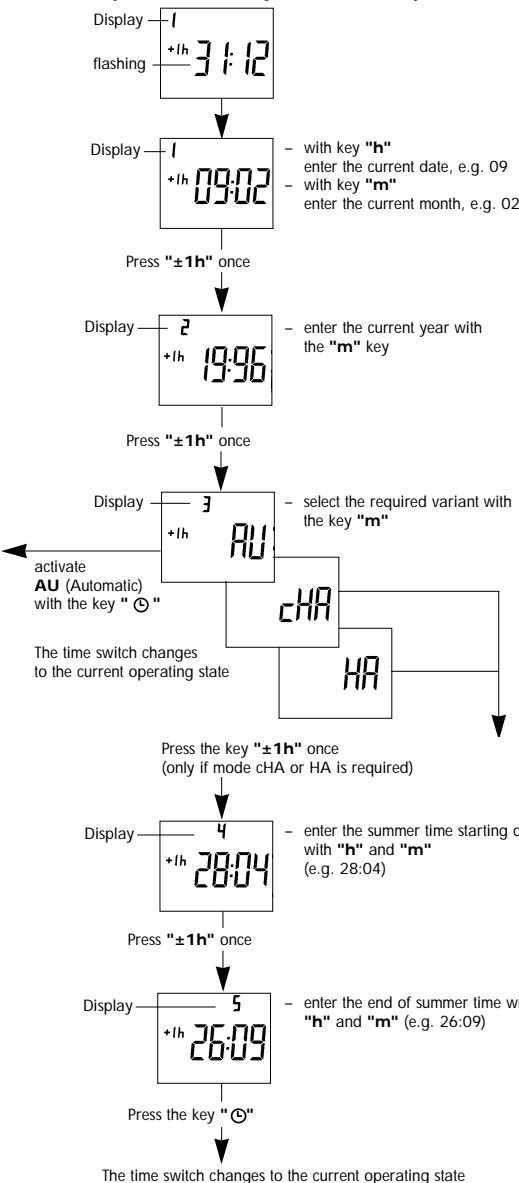 Display 1
+1h 31:12
flashing
Display 1
+1h 09:02
– with key "h"
enter the current date, e.g. 09
– with key "m"
enter the current month, e.g. 02
Press "±1h" once
Display 2
+1h 19:96
– enter the current year with
the "m" key
Press "±1h" once
Display 3
+1h AU
– select the required variant with
the key "m"
activate
AU (Automatic)
with the key " "
cHA
The time switch changes
to the current operating state
HA
Press the key "±1h" once
(only if mode cHA or HA is required)
Display 4
+1h 28:04
– enter the summer time starting
with "h" and "m"
(e.g. 28:04)
Press "±1h" once
Display 5
+1h 26:09
– enter the end of summer time
"h" and "m" (e.g. 26:09)
Press the key " "
The time switch changes to the current operating state